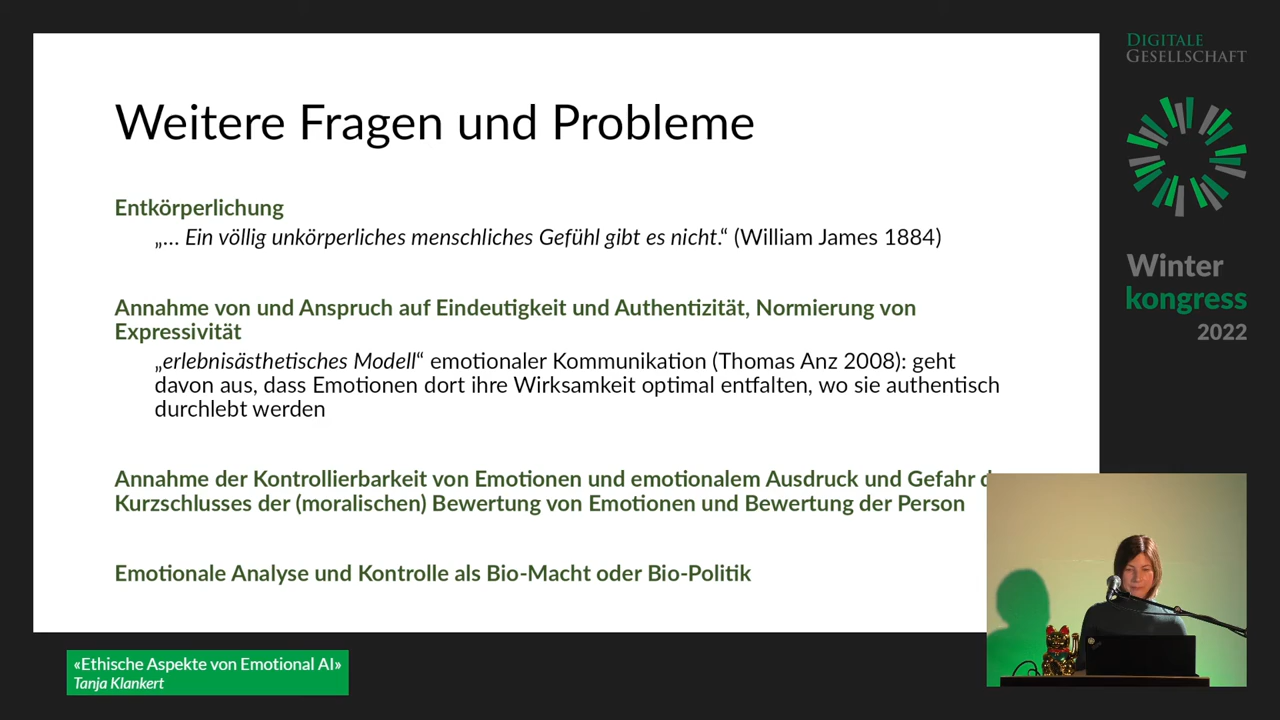 Weitere Fragen und Probleme
Entkörperlichung
„… Ein völlig unkörperliches menschliches Gefühl gibt es nicht.“ (William James 1884)
Annahme von und Anspruch auf Eindeutigkeit und Authentizität, Normierung von
Expressivität
„erlebnisästhetisches Modell“ emotionaler Kommunikation (Thomas Anz 2008): geht
davon aus, dass Emotionen dort ihre Wirksamkeit optimal entfalten, wo sie authentisch
durchlebt werden
Annahme der Kontrollierbarkeit von Emotionen und emotionalem Ausdruck und Gefahr
Kurzschlusses der (moralischen) Bewertung von Emotionen und Bewertung der Person
Emotionale Analyse und Kontrolle als Bio-Macht oder Bio-Politik
DIGITALE
GESELLSCHAFT
Winter
kongress
2022
«Ethische Aspekte von Emotional AI»
Tanja Klankert